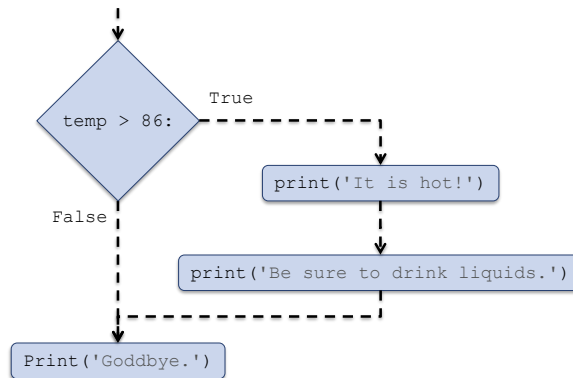 True
temp > 86:
print('It is hot!')
False
print('Be sure to drink liquids.')
Print('Goddbye.')